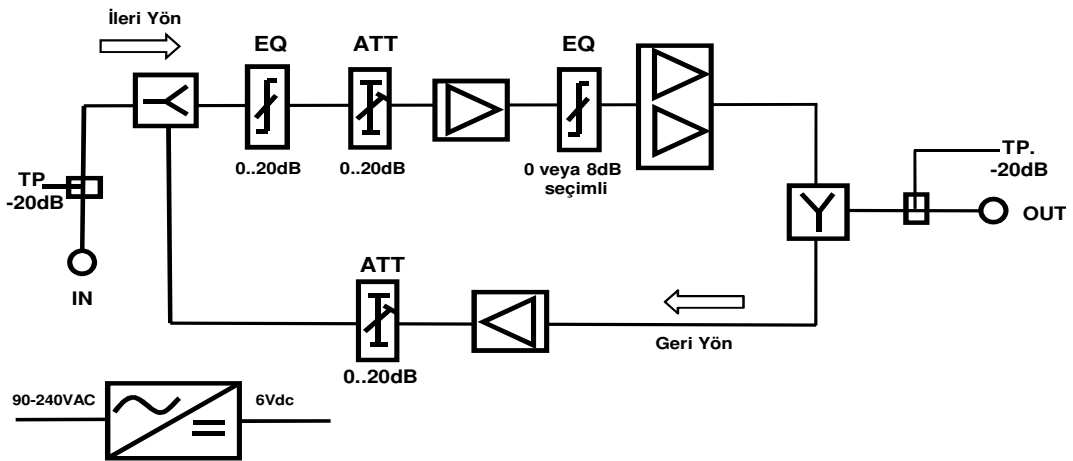 İleri Yön
EQ
ATT
EQ
0..20dB
0..20dB
0 veya 8dB
seçimli
TP
-20dB
TP.
-20dB
OUT
IN
ATT
0..20dB
Geri Yön
90-240VAC
6Vdc